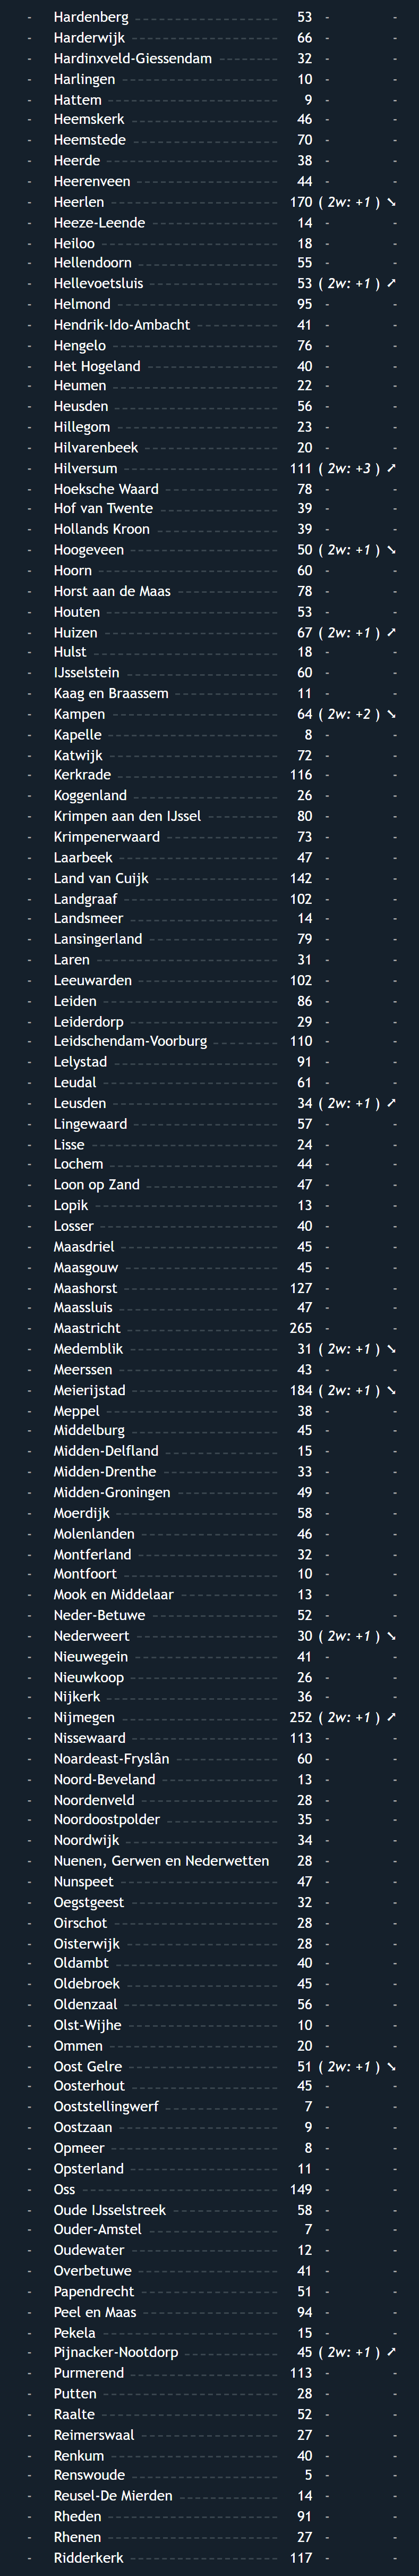 - Hardenberg 53 - -
- Harderwijk 66 - -
- Hardinxveld-Giessendam 32 - -
- Harlingen 10 - -
- Hattem 9 - -
- Heemskerk 46 - -
- Heemstede 70 - -
- Heerde 38 - -
- Heerenveen 44 - -
- Heerlen 170 ( 2w: +1 ) ➘
- Heeze-Leende 14 - -
- Heiloo 18 - -
- Hellendoorn 55 - -
- Hellevoetsluis 53 ( 2w: +1 ) ➚
- Helmond 95 - -
- Hendrik-Ido-Ambacht 41 - -
- Hengelo 76 - -
- Het Hogeland 40 - -
- Heumen 22 - -
- Heusden 56 - -
- Hillegom 23 - -
- Hilvarenbeek 20 - -
- Hilversum 111 ( 2w: +3 ) ➚
- Hoeksche Waard 78 - -
- Hof van Twente 39 - -
- Hollands Kroon 39 - -
- Hoogeveen 50 ( 2w: +1 ) ➘
- Hoorn 60 - -
- Horst aan de Maas 78 - -
- Houten 53 - -
- Huizen 67 ( 2w: +1 ) ➚
- Hulst 18 - -
- IJsselstein 60 - -
- Kaag en Braassem 11 - -
- Kampen 64 ( 2w: +2 ) ➘
- Kapelle 8 - -
- Katwijk 72 - -
- Kerkrade 116 - -
- Koggenland 26 - -
- Krimpen aan den IJssel 80 - -
- Krimpenerwaard 73 - -
- Laarbeek 47 - -
- Land van Cuijk 142 - -
- Landgraaf 102 - -
- Landsmeer 14 - -
- Lansingerland 79 - -
- Laren 31 - -
- Leeuwarden 102 - -
- Leiden 86 - -
- Leiderdorp 29 - -
- Leidschendam-Voorburg 110 - -
- Lelystad 91 - -
- Leudal 61 - -
- Leusden 34 ( 2w: +1 ) ➚
- Lingewaard 57 - -
- Lisse 24 - -
- Lochem 44 - -
- Loon op Zand 47 - -
- Lopik 13 - -
- Losser 40 - -
- Maasdriel 45 - -
- Maasgouw 45 - -
- Maashorst 127 - -
- Maassluis 47 - -
- Maastricht 265 - -
- Medemblik 31 ( 2w: +1 ) ➘
- Meerssen 43 - -
- Meierijstad 184 ( 2w: +1 ) ➘
- Meppel 38 - -
- Middelburg 45 - -
- Midden-Delfland 15 - -
- Midden-Drenthe 33 - -
- Midden-Groningen 49 - -
- Moerdijk 58 - -
- Molenlanden 46 - -
- Montferland 32 - -
- Montfoort 10 - -
- Mook en Middelaar 13 - -
- Neder-Betuwe 52 - -
- Nederweert 30 ( 2w: +1 ) ➘
- Nieuwegein 41 - -
- Nieuwkoop 26 - -
- Nijkerk 36 - -
- Nijmegen 252 ( 2w: +1 ) ➚
- Nissewaard 113 - -
- Noardeast-Fryslân 60 - -
- Noord-Beveland 13 - -
- Noordenveld 28 - -
- Noordoostpolder 35 - -
- Noordwijk 34 - -
- Nuenen, Gerwen en Nederwetten 28 - -
- Nunspeet 47 - -
- Oegstgeest 32 - -
- Oirschot 28 - -
- Oisterwijk 28 - -
- Oldambt 40 - -
- Oldebroek 45 - -
- Oldenzaal 56 - -
- Olst-Wijhe 10 - -
- Ommen 20 - -
- Oost Gelre 51 ( 2w: +1 ) ➘
- Oosterhout 45 - -
- Ooststellingwerf 7 - -
- Oostzaan 9 - -
- Opmeer 8 - -
- Opsterland 11 - -
- Oss 149 - -
- Oude IJsselstreek 58 - -
- Ouder-Amstel 7 - -
- Oudewater 12 - -
- Overbetuwe 41 - -
- Papendrecht 51 - -
- Peel en Maas 94 - -
- Pekela 15 - -
- Pijnacker-Nootdorp 45 ( 2w: +1 ) ➚
- Purmerend 113 - -
- Putten 28 - -
- Raalte 52 - -
- Reimerswaal 27 - -
- Renkum 40 - -
- Renswoude 5 - -
- Reusel-De Mierden 14 - -
- Rheden 91 - -
- Rhenen 27 - -
- Ridderkerk 117 - -